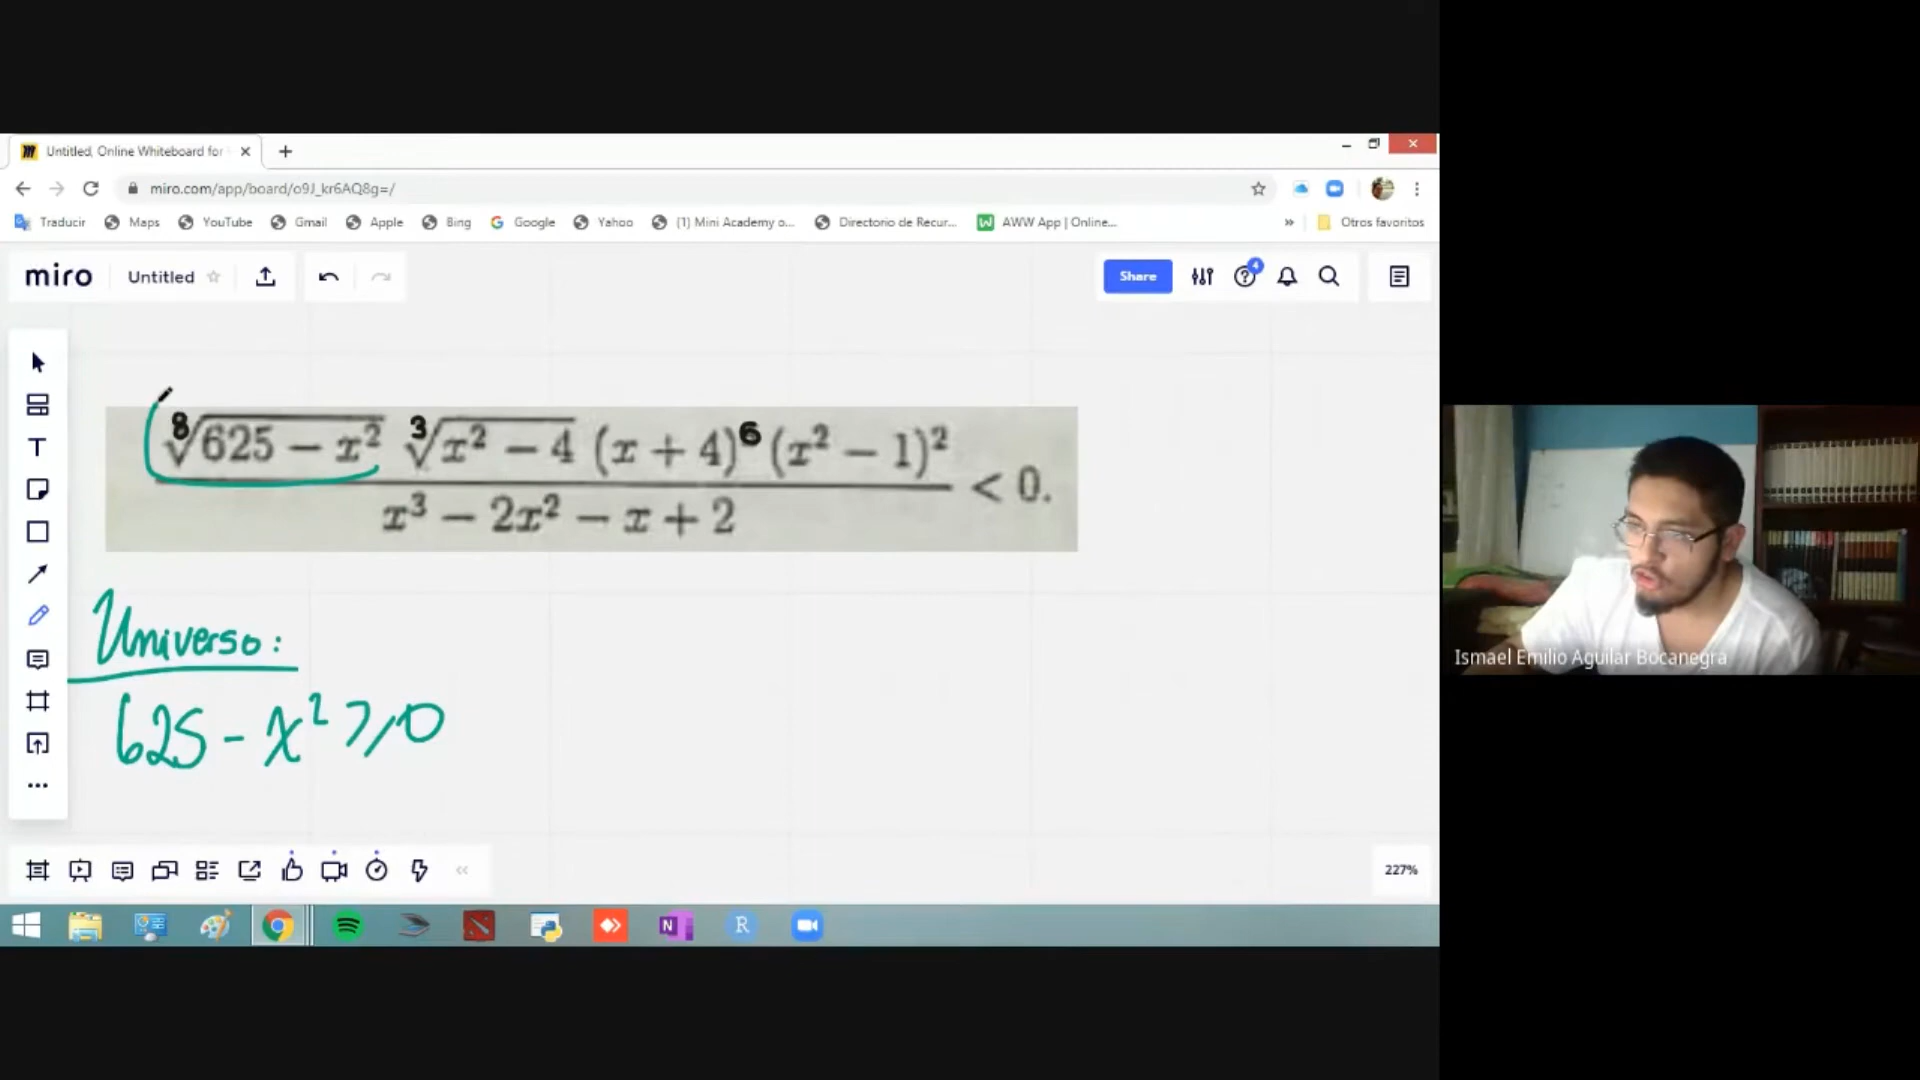 Untitled, Online Whiteboard for
miro.com/app/board/o9J_kr6AQ8g=/
Traducir Maps YouTube Gmail Apple Bing Google Yahoo (1) Mini Academy o... Directorio de Recur... AWW App | Online... » Otros favoritos
miro Untitled Share 4
⁸√(625 − x²) ³√(x² − 4) (x + 4)⁶ (x² − 1)²
x³ − 2x² − x + 2
< 0.
Universo:
625 - x² ≥ 0
227%
Ismael Emilio Aguilar Bocanegra